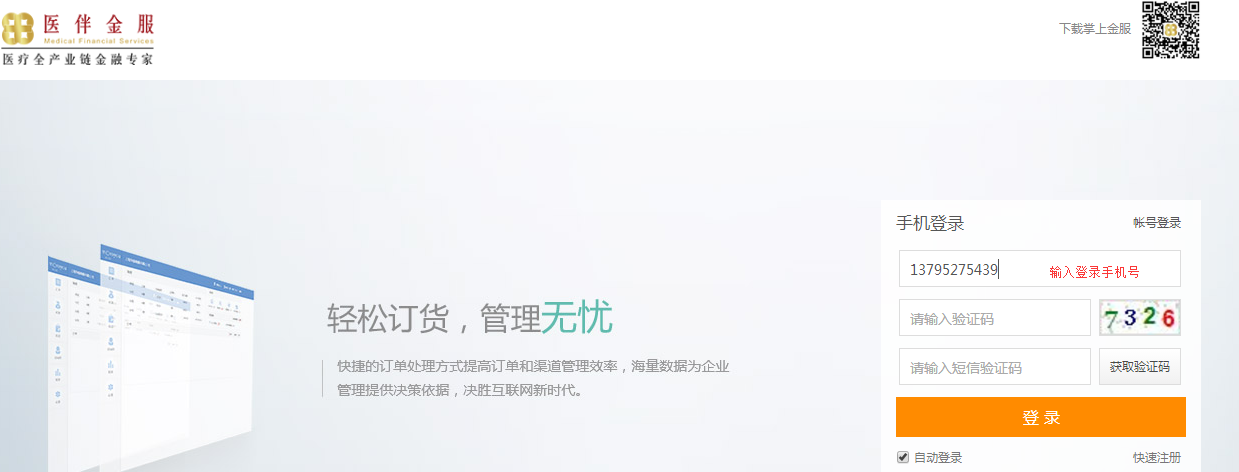 医伴金服
Medical Financial Services
医疗全产业链金融专家
下载掌上金服
手机登录
帐号登录
13795275439
输入登录手机号
请输入验证码
7326
请输入短信验证码
获取验证码
登录
自动登录
快速注册
轻松订货，管理无忧
快捷的订单处理方式提高订单和渠道管理效率，海量数据为企业
管理提供决策依据，决胜互联网新时代。